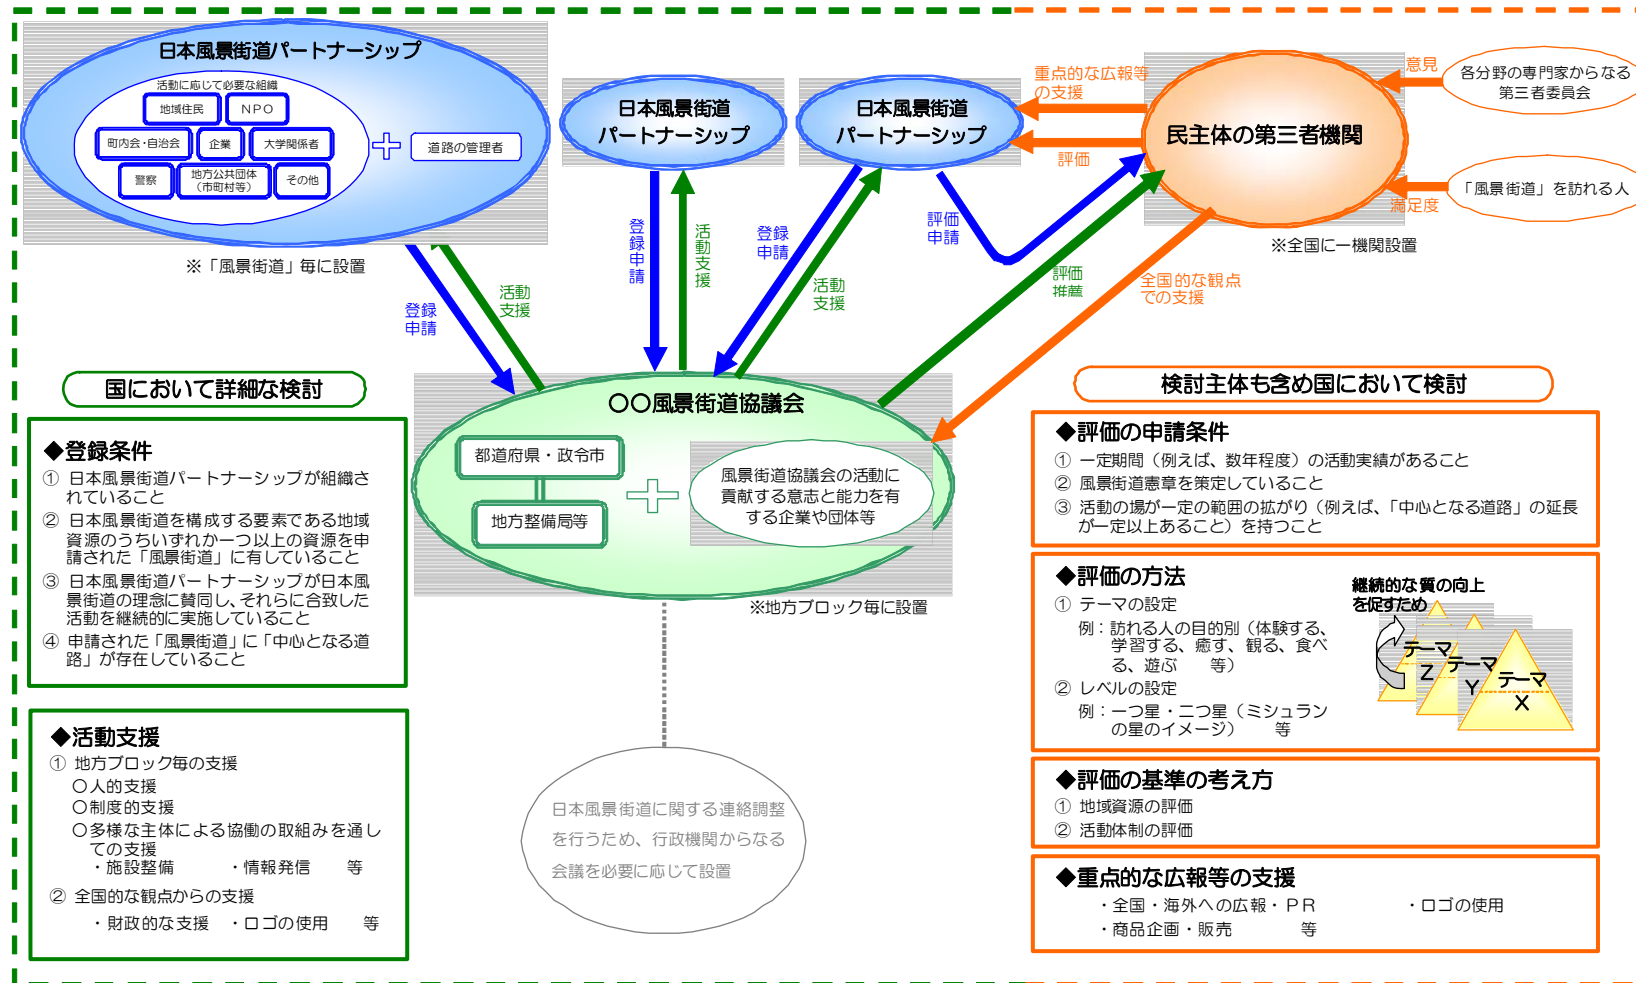 日本風景街道パートナーシップ
活動に応じて必要な組織
地域住民
ＮＰＯ
町内会・自治会
企業
大学関係者
警察
地方公共団体
（市町村等）
その他
道路の管理者
※「風景街道」毎に設置
日本風景街道
パートナーシップ
日本風景街道
パートナーシップ
重点的な広報等
の支援
評価
民主体の第三者機関
※全国に一機関設置
意見
各分野の専門家からなる
第三者委員会
満足度
「風景街道」を訪れる人
登録
申請
活動
支援
登録申請
活動支援
登録
申請
活動
支援
評価
申請
評価
推薦
全国的な観点
での支援
〇〇風景街道協議会
都道府県・政令市
地方整備局等
風景街道協議会の活動に
貢献する意志と能力を有
する企業や団体等
※地方ブロック毎に設置
日本風景街道に関する連絡調整
を行うため、行政機関からなる
会議を必要に応じて設置
国において詳細な検討
◆登録条件
① 日本風景街道パートナーシップが組織さ
れていること
② 日本風景街道を構成する要素である地域
資源のうちいずれか一つ以上の資源を申
請された「風景街道」に有していること
③ 日本風景街道パートナーシップが日本風
景街道の理念に賛同し、それらに合致した
活動を継続的に実施していること
④ 申請された「風景街道」に「中心となる道
路」が存在していること
◆活動支援
① 地方ブロック毎の支援
〇人的支援
〇制度的支援
〇多様な主体による協働の取組みを通し
ての支援
・施設整備　・情報発信　等
② 全国的な観点からの支援
・財政的な支援　・ロゴの使用　等
検討主体も含め国において検討
◆評価の申請条件
① 一定期間（例えば、数年程度）の活動実績があること
② 風景街道憲章を策定していること
③ 活動の場が一定の範囲の拡がり（例えば、「中心となる道路」の延長
が一定以上あること）を持つこと
◆評価の方法
① テーマの設定
例：訪れる人の目的別（体験する、
学習する、癒す、観る、食べ
る、遊ぶ　等）
② レベルの設定
例：一つ星・二つ星（ミシュラン
の星のイメージ）　等
継続的な質の向上
を促すため
テーマ
Ｚ
テーマ
Ｙ
テーマ
Ｘ
◆評価の基準の考え方
① 地域資源の評価
② 活動体制の評価
◆重点的な広報等の支援
・全国・海外への広報・ＰＲ　・ロゴの使用
・商品企画・販売　等